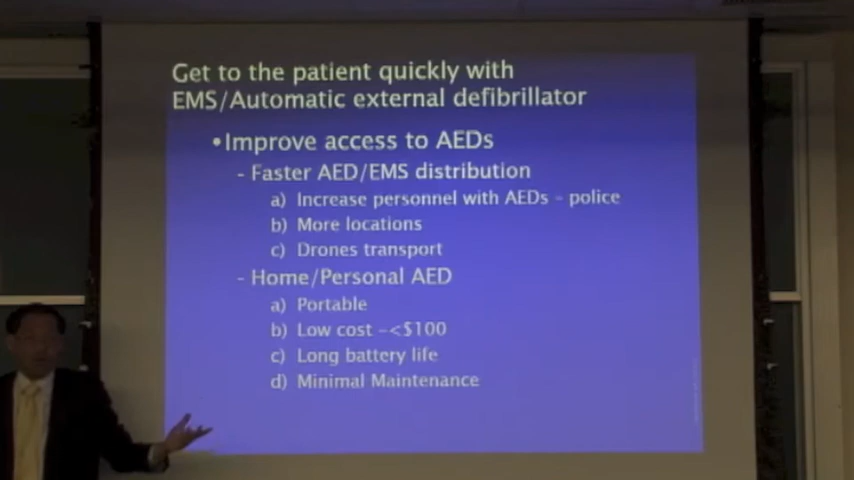 Get to the patient quickly with
EMS/Automatic external defibrillator
•Improve access to AEDs
- Faster AED/EMS distribution
a) Increase personnel with AEDs - police
b) More locations
c) Drones transport
- Home/Personal AED
a) Portable
b) Low cost -<$100
c) Long battery life
d) Minimal Maintenance